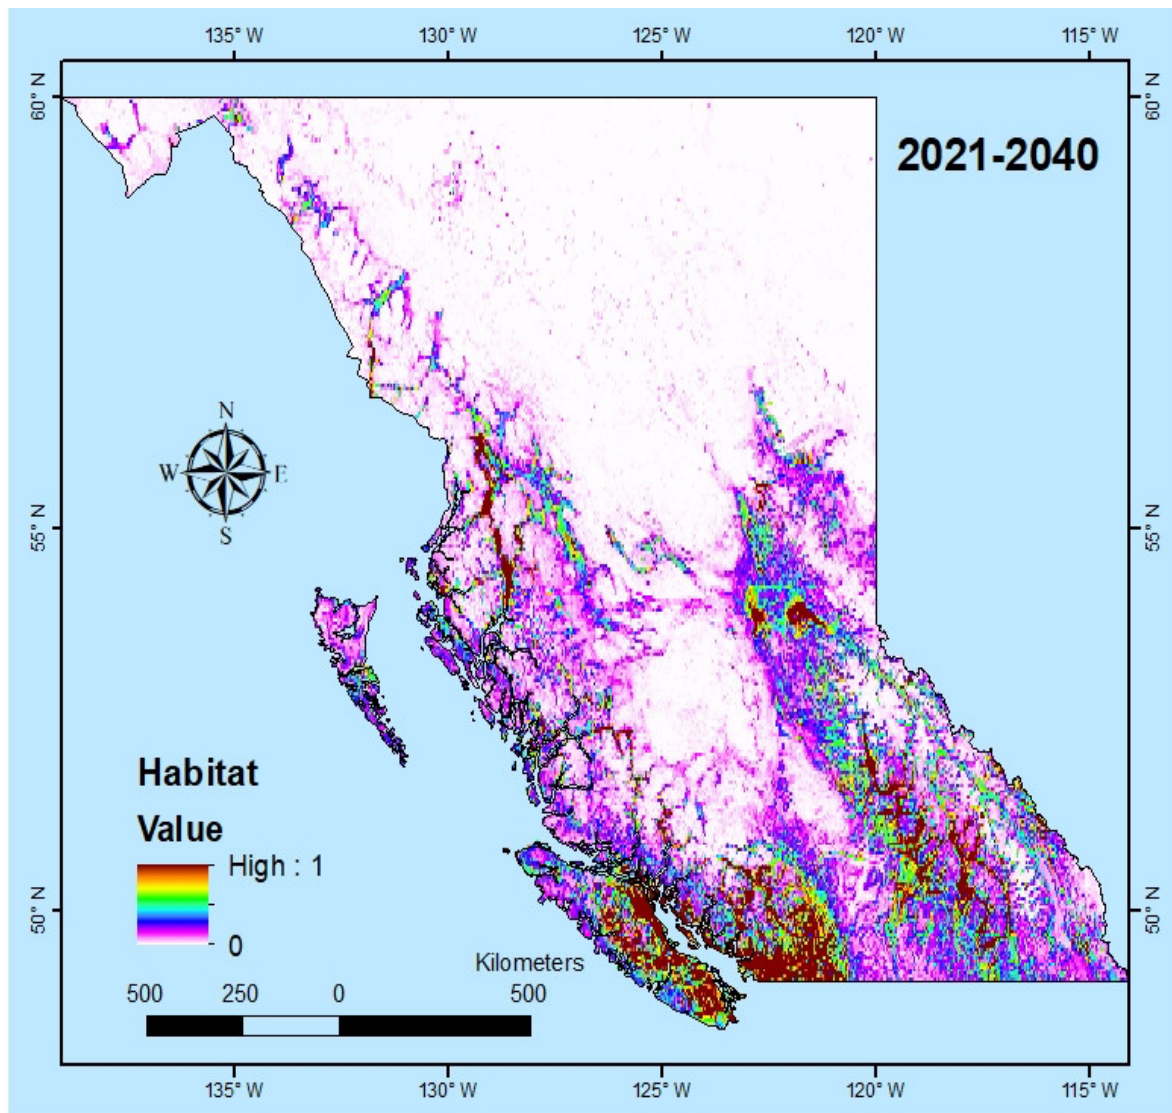 135° W 130° W 125° W 120° W 115° W
60° N 60° N
2021-2040
N
W E
S
55° N 55° N
Habitat
Value
High : 1
0
50° N 50° N
Kilometers
500 250 0 500
135° W 130° W 125° W 120° W 115° W